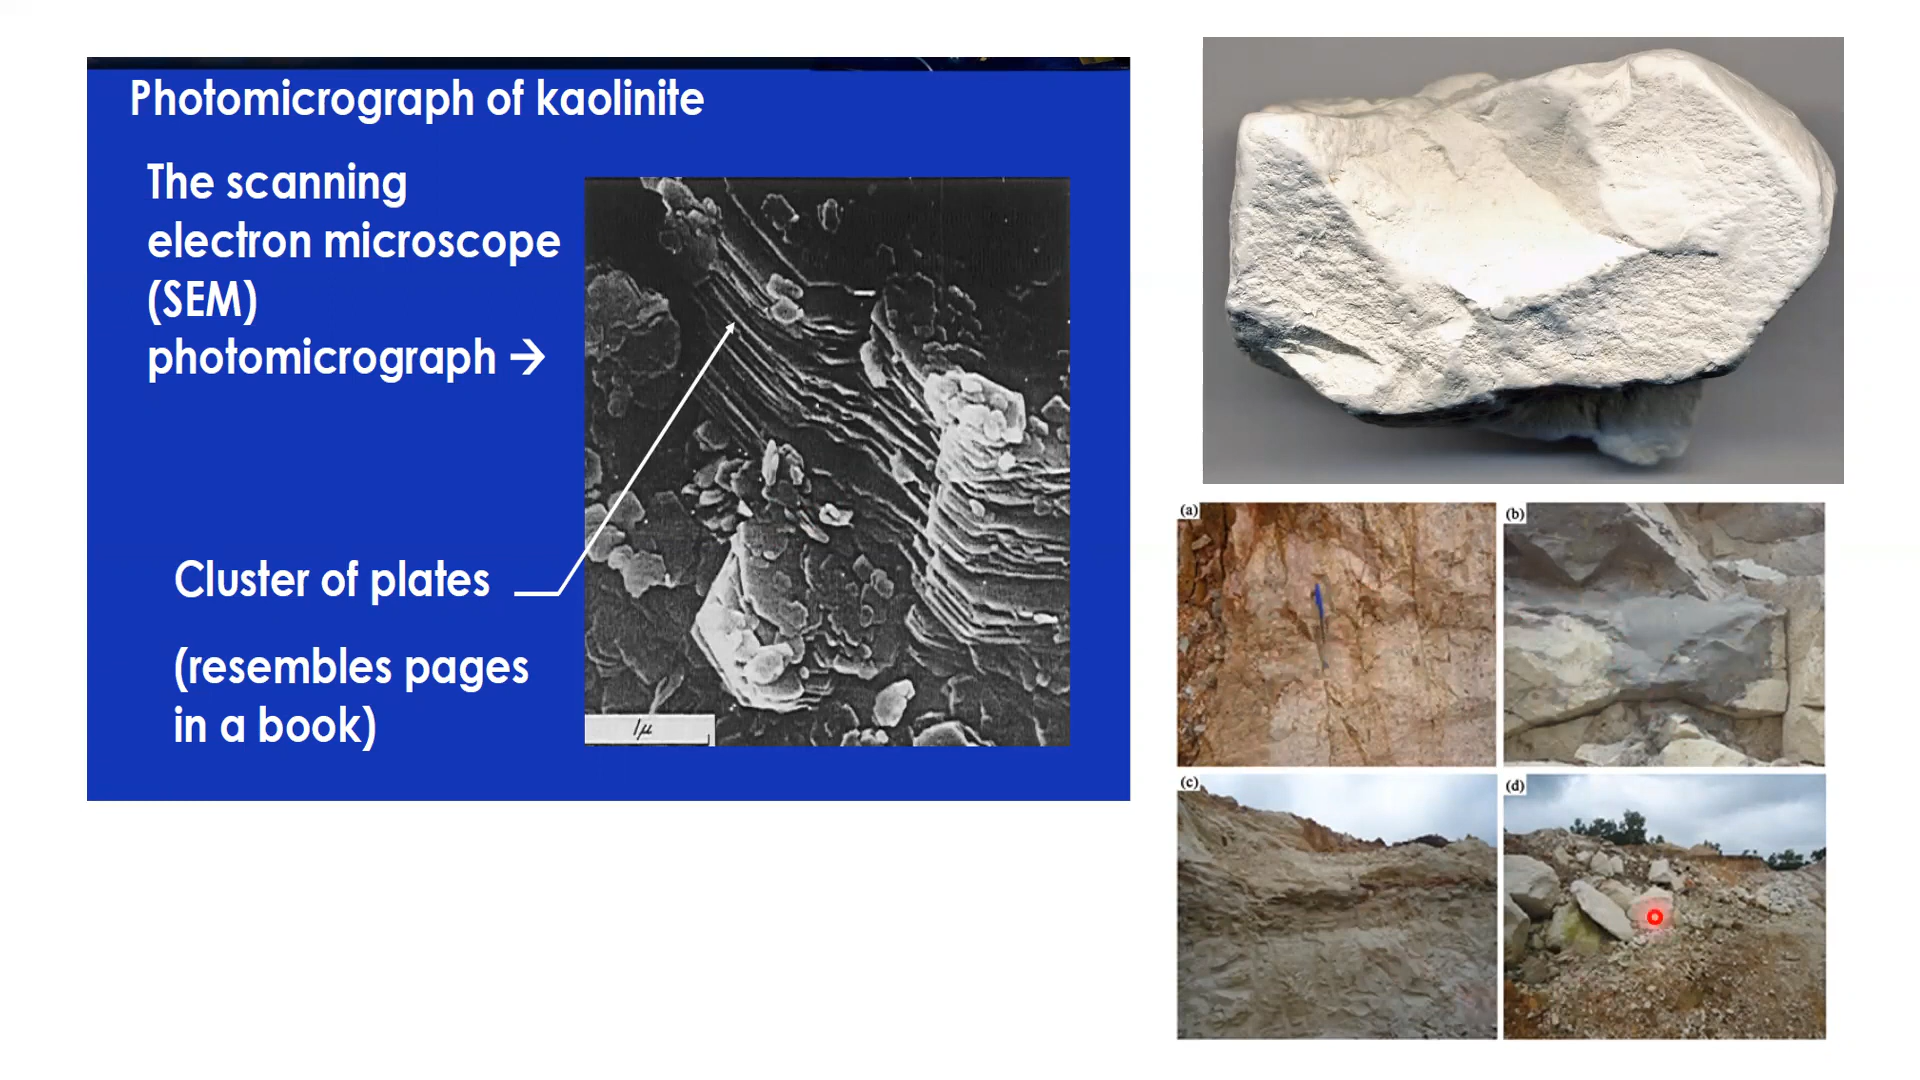 Photomicrograph of kaolinite
The scanning
electron microscope
(SEM)
photomicrograph →
Cluster of plates
(resembles pages
in a book)
1μ
(a)
(b)
(c)
(d)